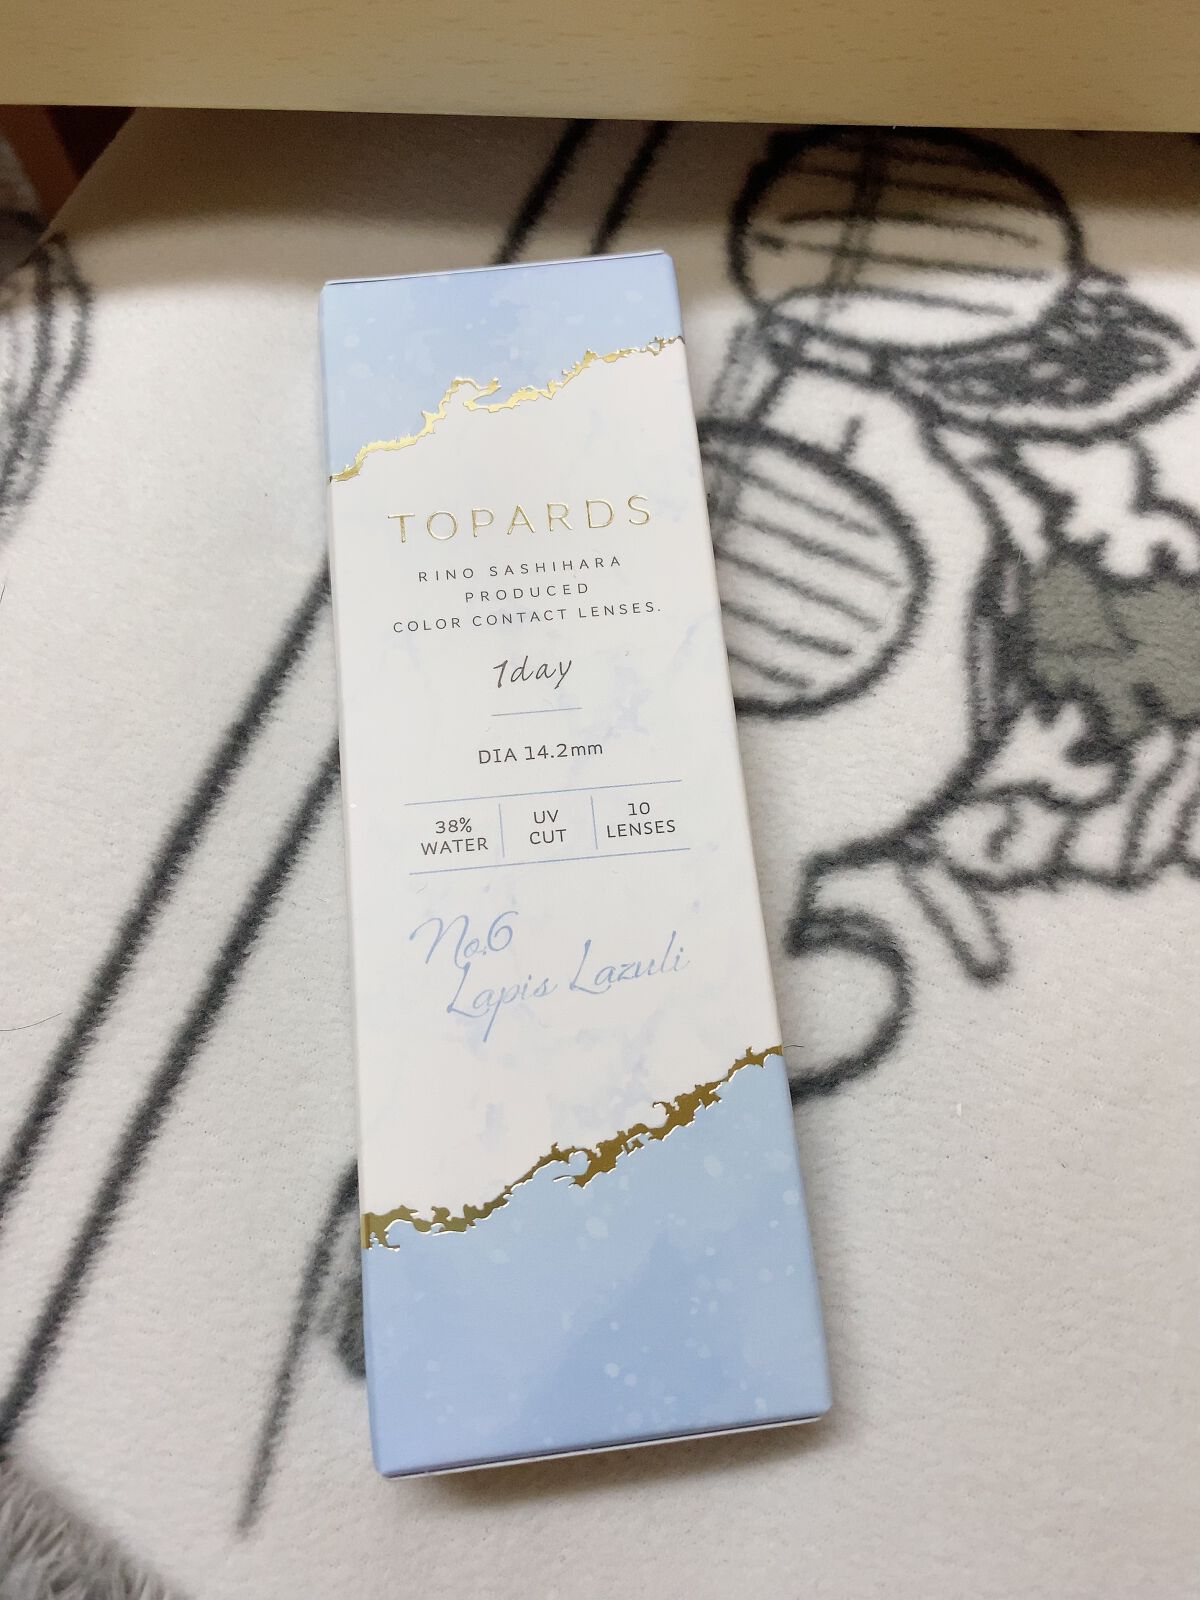 TOPARDS
RINO SASHIHARA
PRODUCED
COLOR CONTACT LENSES.
1day
DIA 14.2mm
38%
WATER
UV
CUT
10
LENSES
No.6
Lapis Lazuli